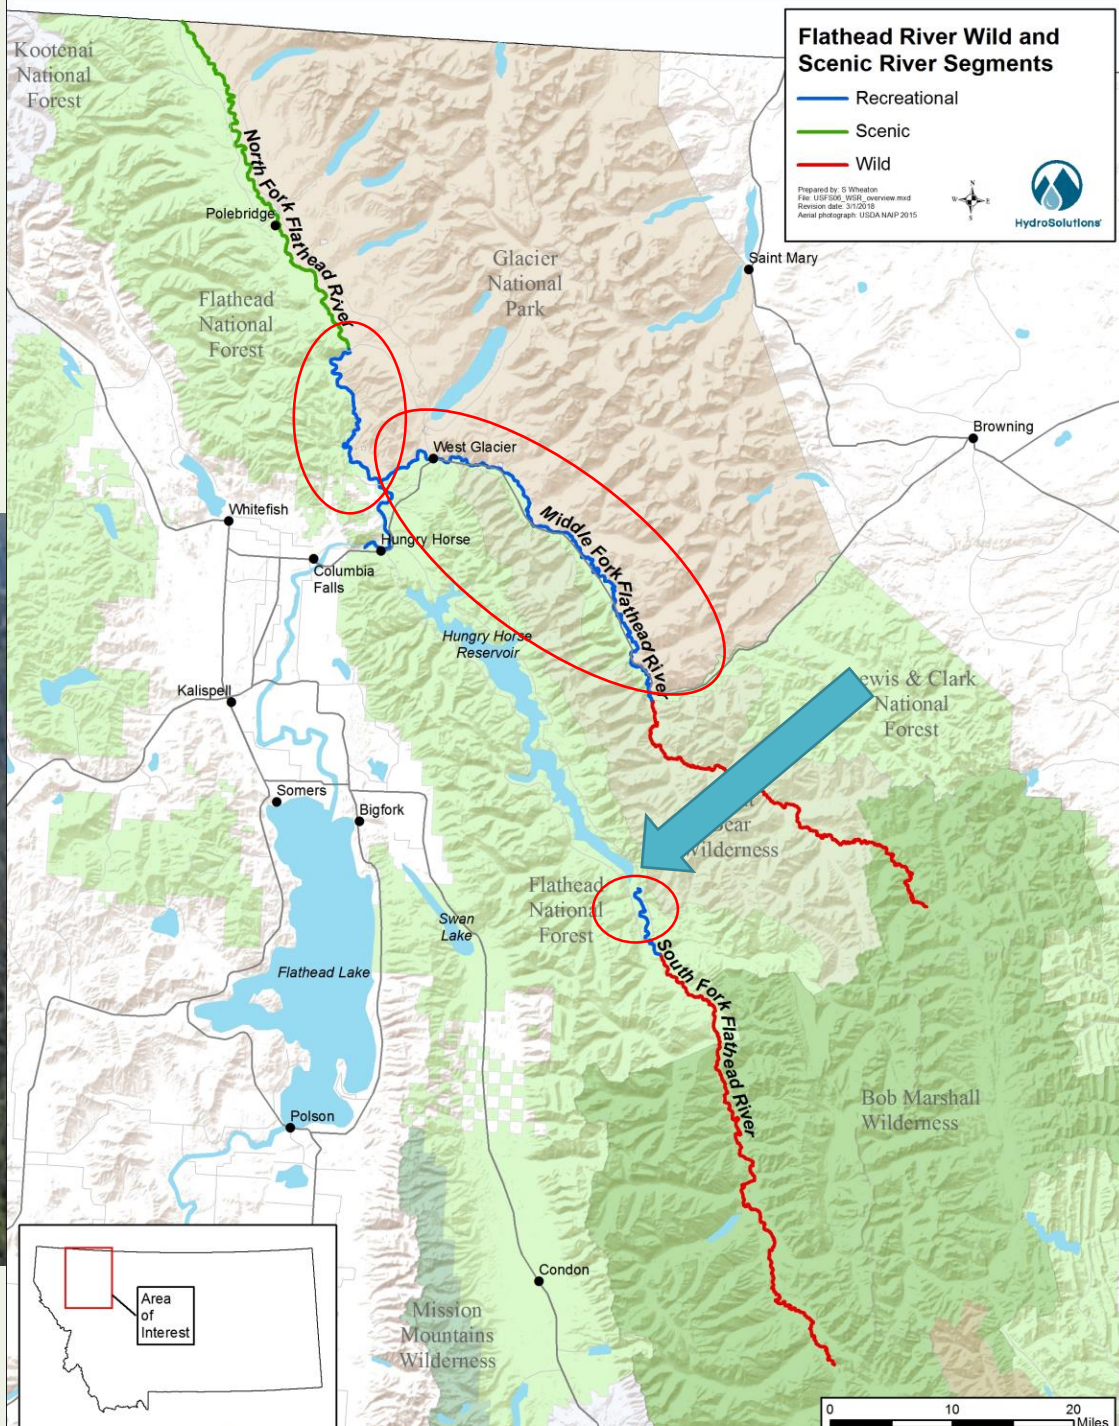 Kootenai
National
Forest
Flathead River Wild and
Scenic River Segments
Recreational
Scenic
Wild
Prepared by: S Wheaton
File: USFS06_WSR_overview.mxd
Revision date: 3/1/2018
Aerial photograph: USDA NAIP 2015
N
W
E
S
HydroSolutions
North Fork Flathead River
Polebridge
Glacier
National
Park
Saint Mary
Flathead
National
Forest
Browning
West Glacier
Whitefish
Middle Fork Flathead River
Hungry Horse
Columbia
Falls
Hungry Horse
Reservoir
Kalispell
ewis & Clark
National
Forest
Somers
Bigfork
Bear
Wilderness
Flathead
National
Forest
Swan
Lake
South Fork Flathead River
Flathead Lake
Bob Marshall
Wilderness
Polson
Condon
Area
of
Interest
Mission
Mountains
Wilderness
0 10 20
Miles